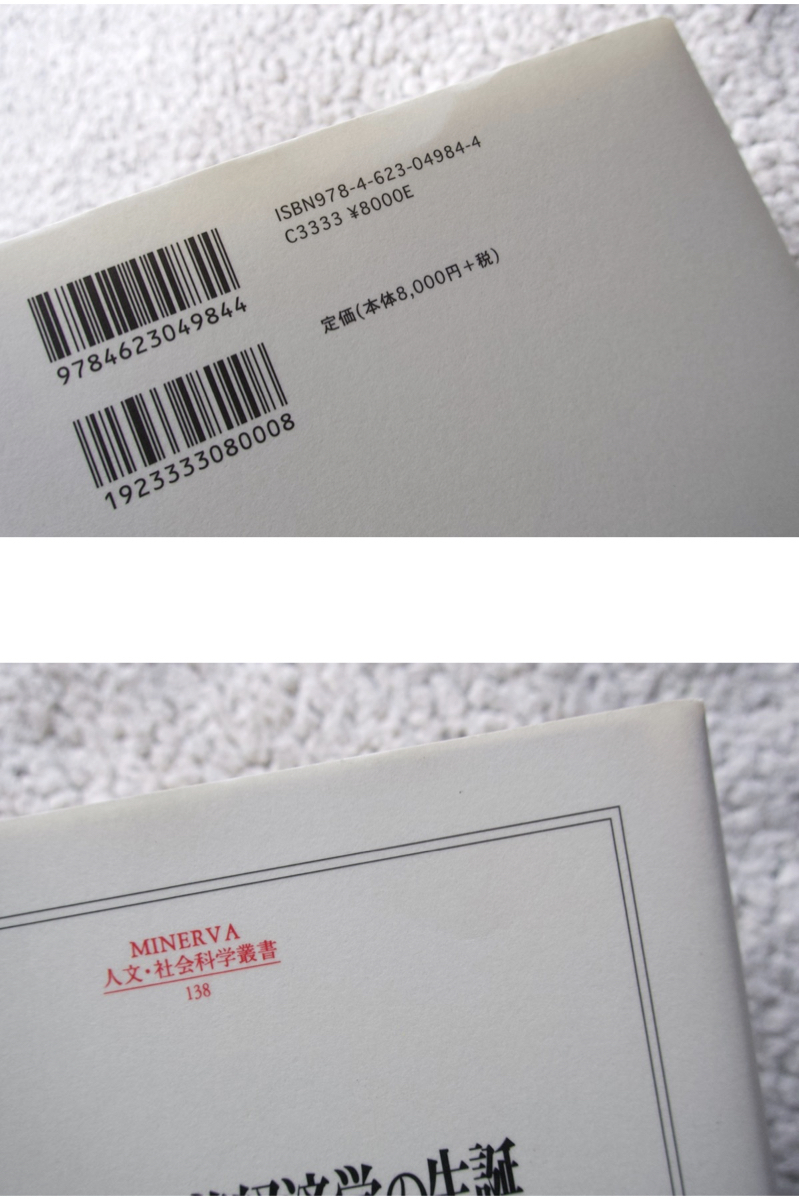 ISBN978-4-623-04984-4
C3333 ¥8000E
定価(本体8,000円+税)
9784623049844
1923333080008
MINERVA
人文・社会科学叢書
138
経済学の生誕